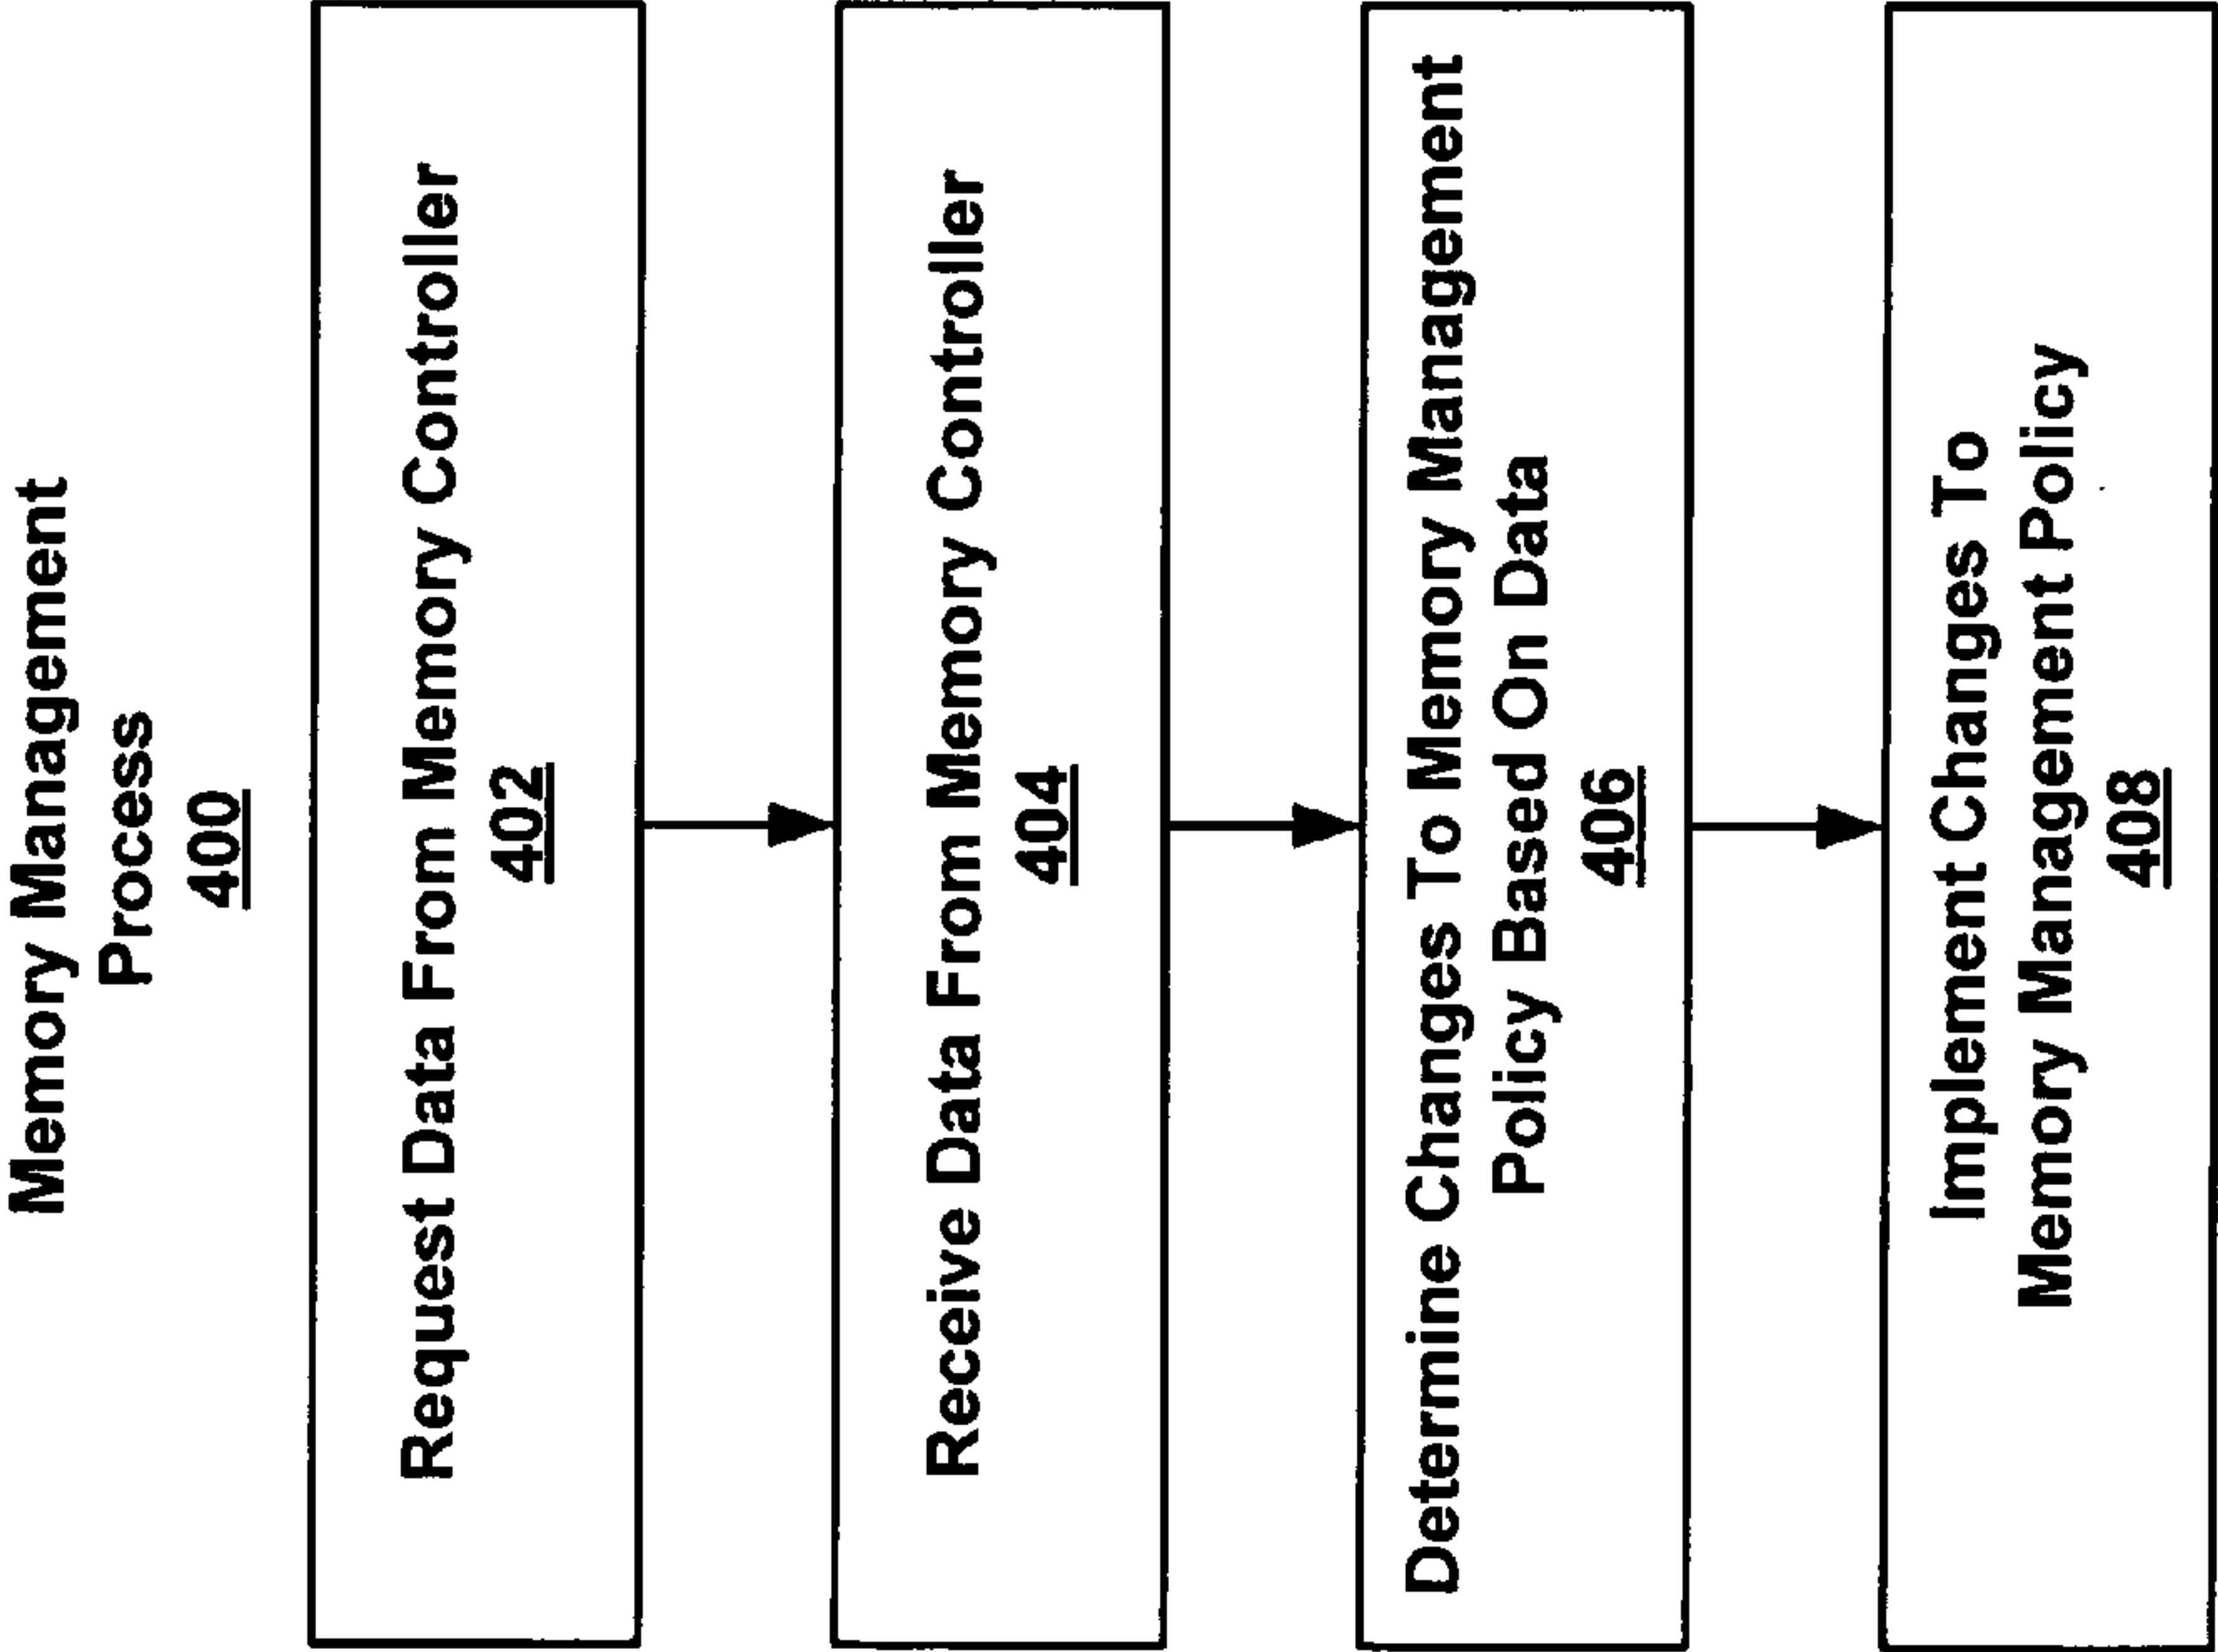 Memory Management
Process
400
Request Data From Memory Controller
402
Receive Data From Memory Controller
404
Determine Changes To Memory Management
Policy Based On Data
406
Implement Changes To
Memory Management Policy
408